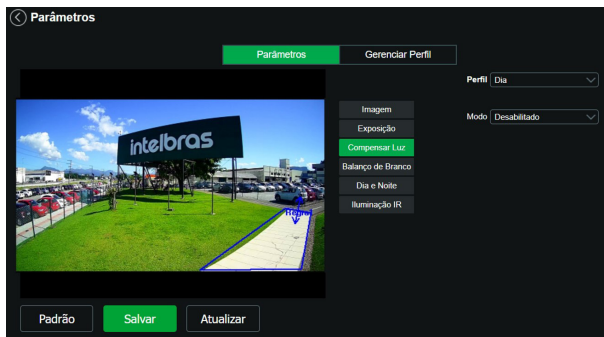 Parâmetros
Parâmetros
Gerenciar Perfil
Perfil
Dia
Modo
Desabilitado
Imagem
Exposição
Compensar Luz
Balanço de Branco
Dia e Noite
Iluminação IR
intelbras
Padrão
Salvar
Atualizar